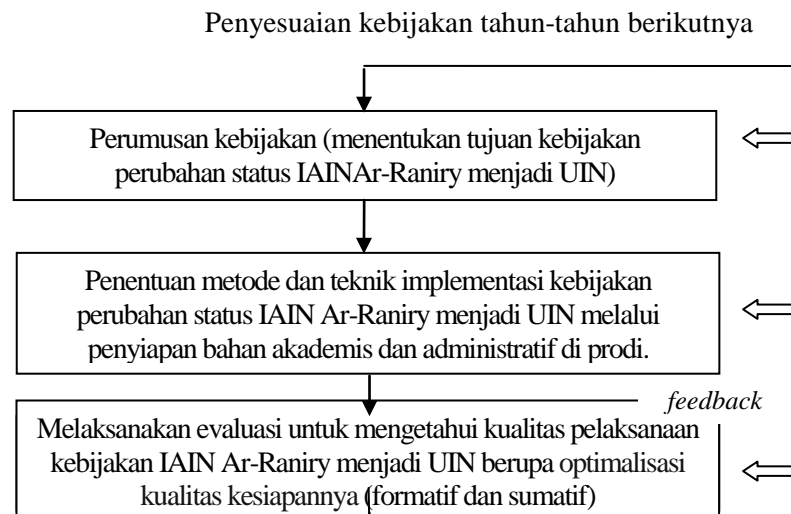 Penyesuaian kebijakan tahun-tahun berikutnya
Perumusan kebijakan (menentukan tujuan kebijakan
perubahan status IAINAr-Raniry menjadi UIN)
Penentuan metode dan teknik implementasi kebijakan
perubahan status IAIN Ar-Raniry menjadi UIN melalui
penyiapan bahan akademis dan administratif di prodi.
feedback
Melaksanakan evaluasi untuk mengetahui kualitas pelaksanaan
kebijakan IAIN Ar-Raniry menjadi UIN berupa optimalisasi
kualitas kesiapannya (formatif dan sumatif)